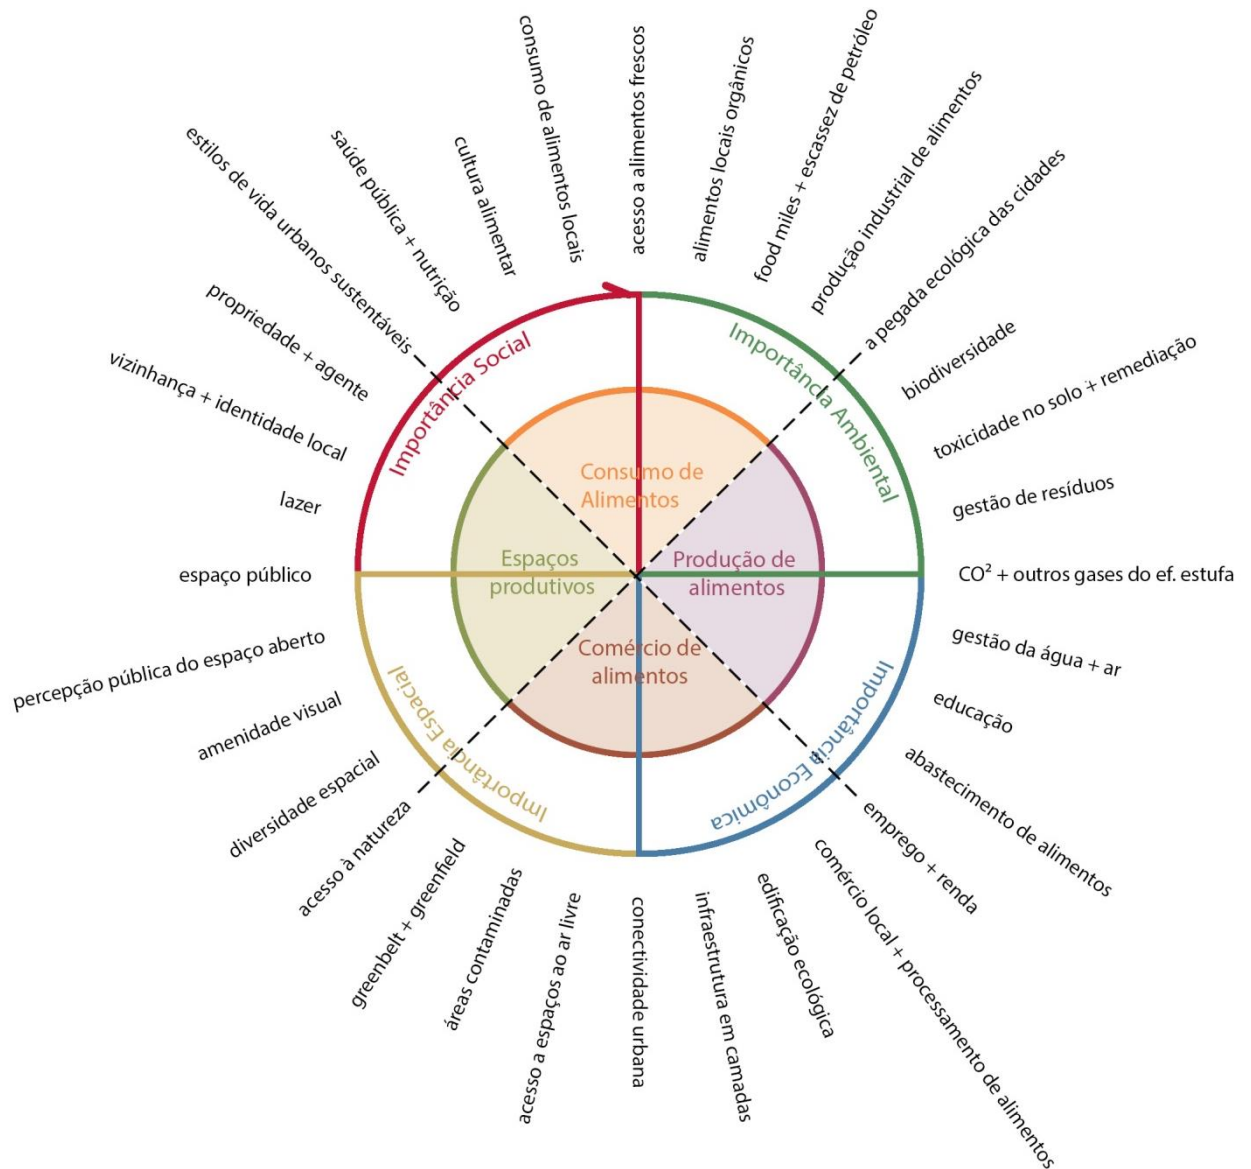 acesso a alimentos frescos
alimentos locais orgânicos
food miles + escassez de petróleo
produção industrial de alimentos
a pegada ecológica das cidades
biodiversidade
toxicidade no solo + remediação
gestão de resíduos
CO² + outros gases do ef. estufa
gestão da água + ar
educação
abastecimento de alimentos
emprego + renda
comércio local + processamento de alimentos
edificação ecológica
infraestrutura em camadas
conectividade urbana
acesso a espaços ao ar livre
áreas contaminadas
greenbelt + greenfield
acesso à natureza
diversidade espacial
amenidade visual
percepção pública do espaço aberto
espaço público
lazer
vizinhança + identidade local
propriedade + agente
estilos de vida urbanos sustentáveis
saúde pública + nutrição
cultura alimentar
consumo de alimentos locais
Importância Social
Importância Ambiental
Importância Econômica
Importância Espacial
Consumo de
Alimentos
Produção de
alimentos
Comércio de
alimentos
Espaços
produtivos